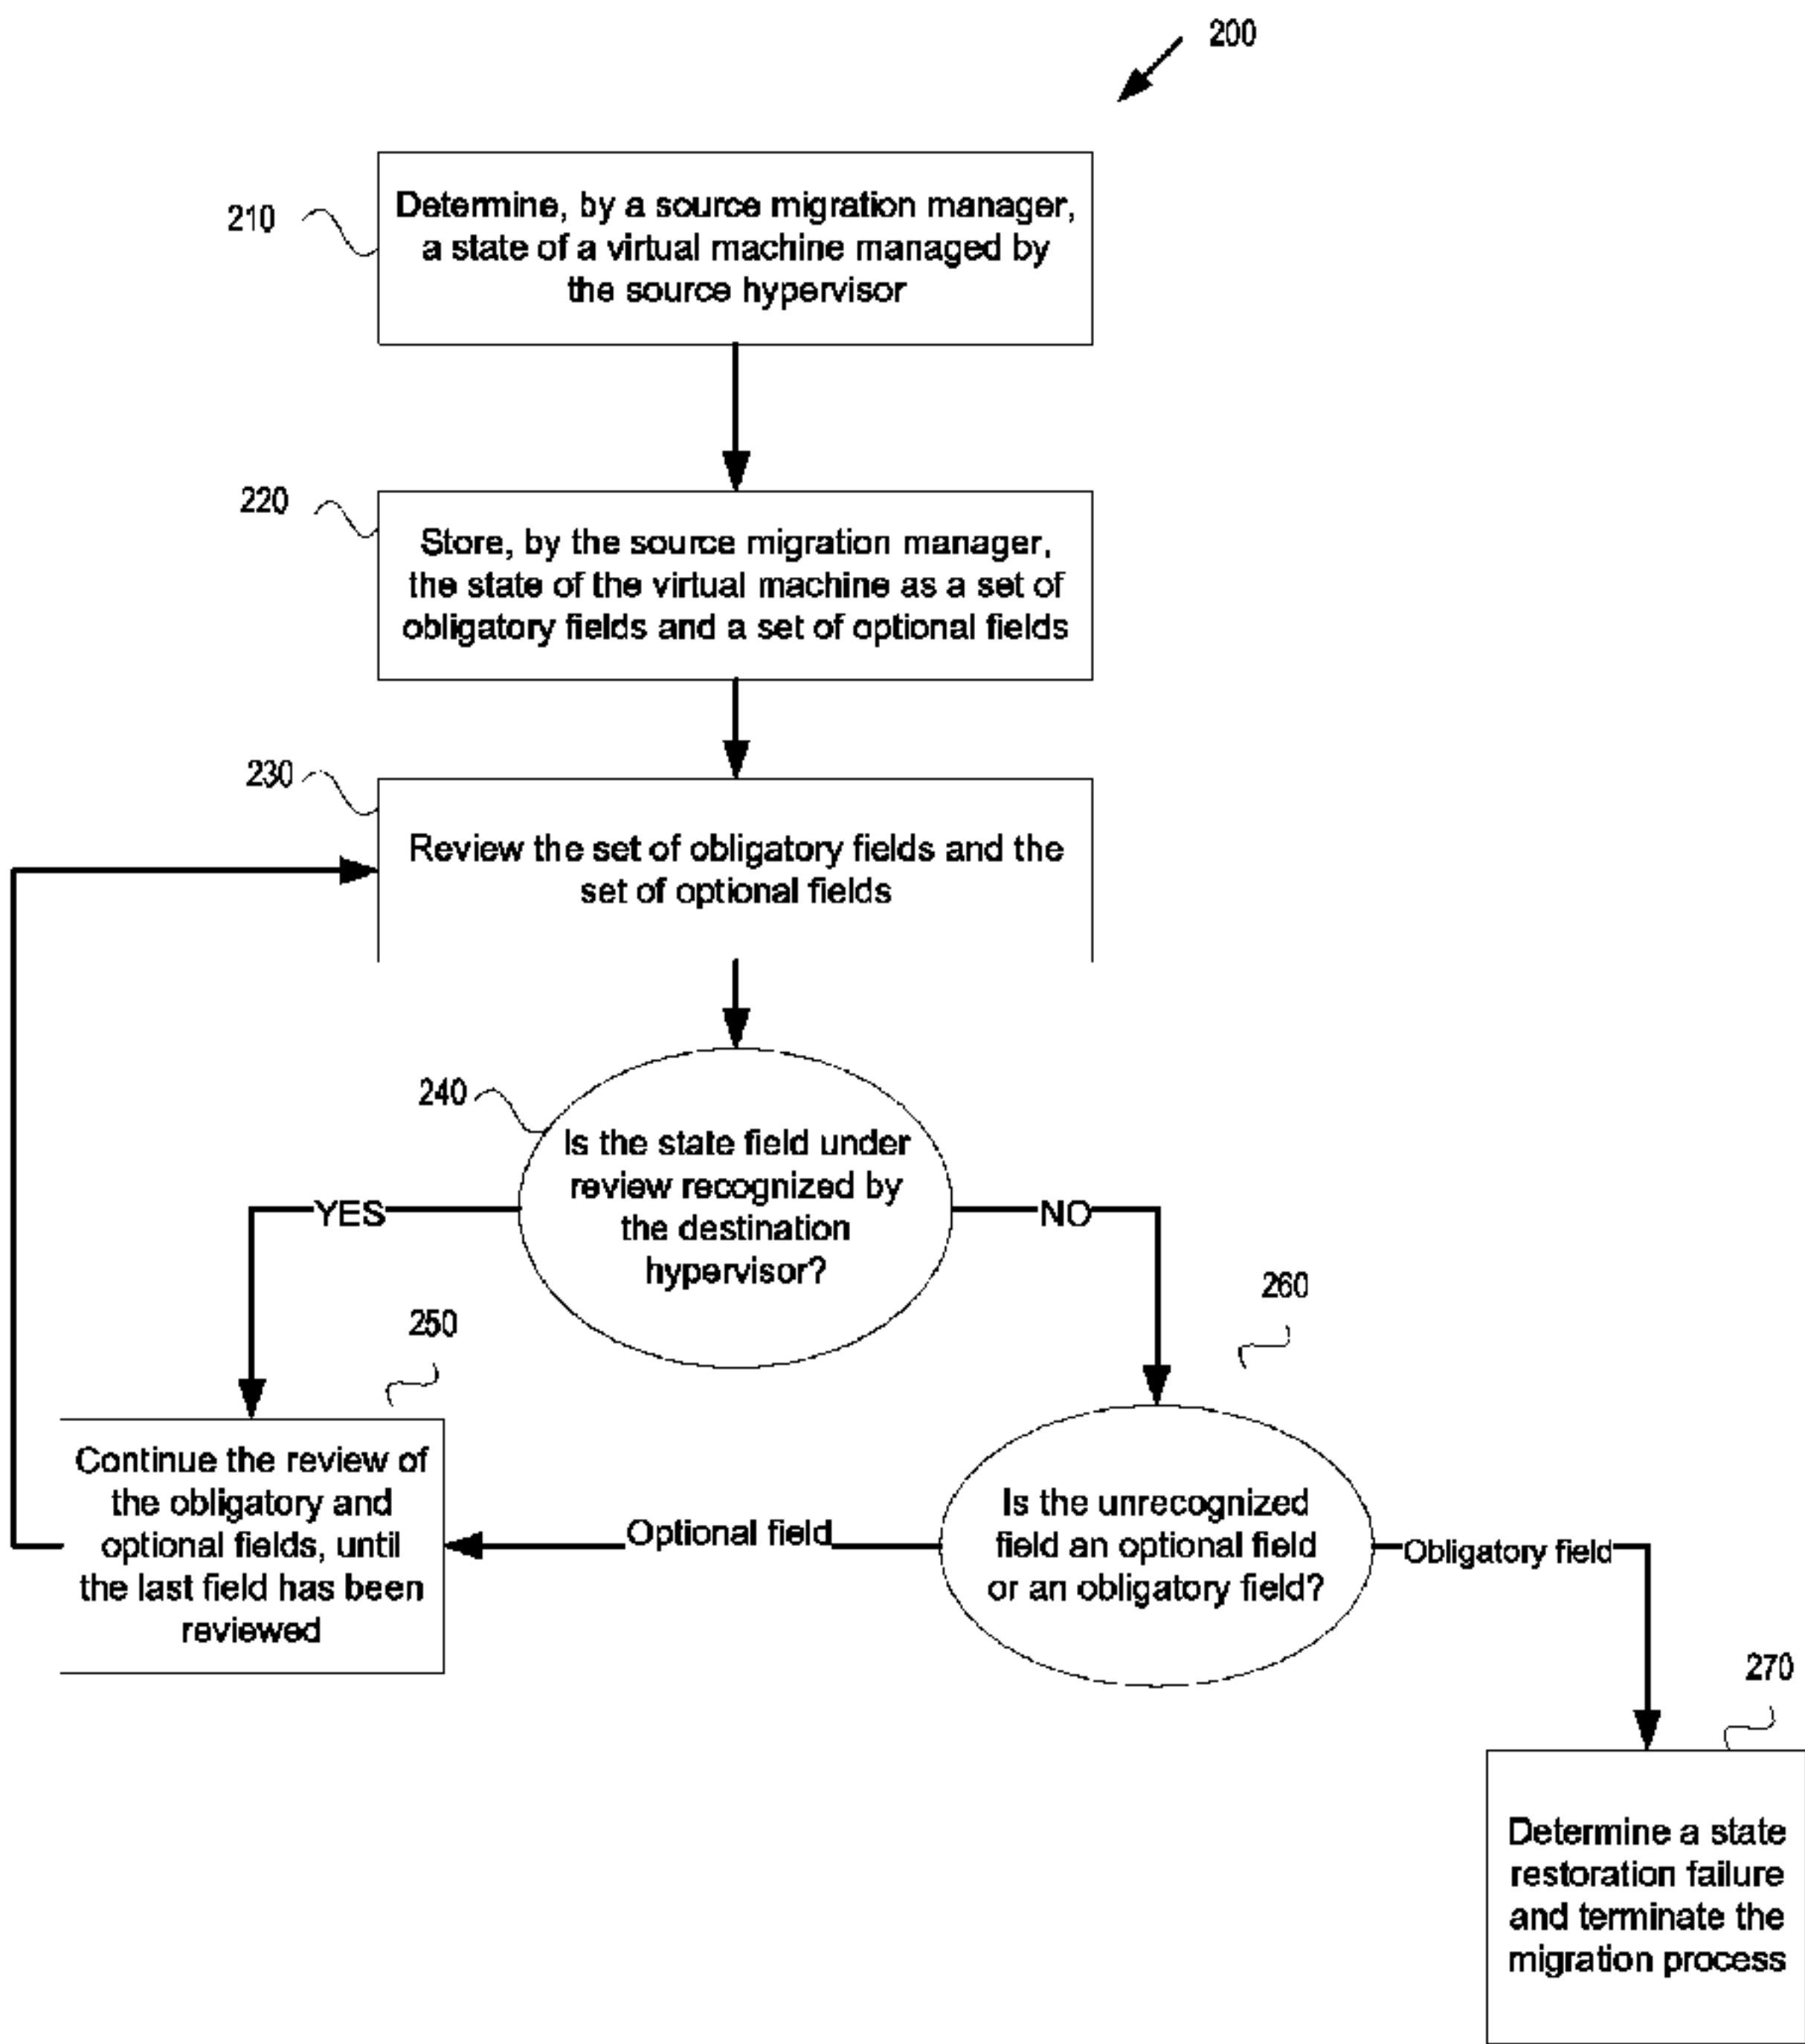 200
210
Determine, by a source migration manager,
a state of a virtual machine managed by
the source hypervisor
220
Store, by the source migration manager,
the state of the virtual machine as a set of
obligatory fields and a set of optional fields
230
Review the set of obligatory fields and the
set of optional fields
240
Is the state field under
review recognized by
the destination
hypervisor?
YES
NO
250
260
Continue the review of
the obligatory and
optional fields, until
the last field has been
reviewed
Optional field
Is the unrecognized
field an optional field
or an obligatory field?
Obligatory field
270
Determine a state
restoration failure
and terminate the
migration process